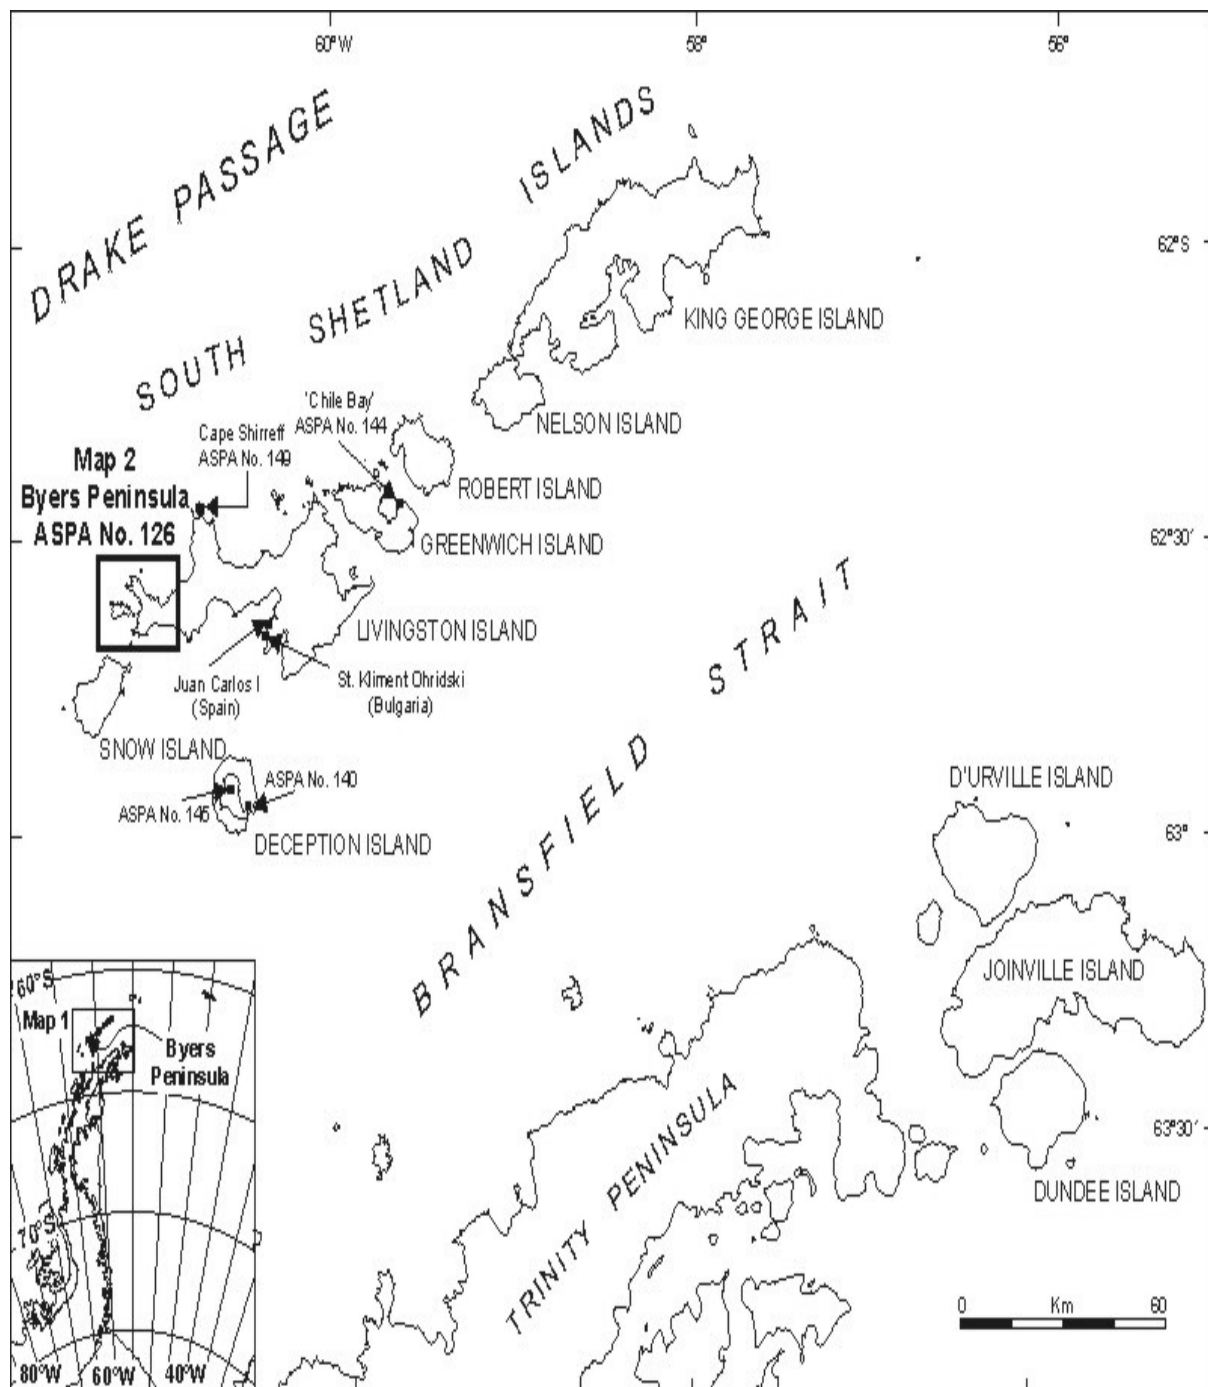 60°W
58°
56°
DRAKE PASSAGE
SOUTH SHETLAND ISLANDS
62°S
KING GEORGE ISLAND
NELSON ISLAND
'Chile Bay'
ASPA No. 144
Cape Shirreff
ASPA No. 149
Map 2
Byers Peninsula
ASPA No. 126
ROBERT ISLAND
GREENWICH ISLAND
62°30'
LIVINGSTON ISLAND
Juan Carlos I
(Spain)
St. Kliment Ohridski
(Bulgaria)
SNOW ISLAND
ASPA No. 140
ASPA No. 145
DECEPTION ISLAND
BRANSFIELD STRAIT
D'URVILLE ISLAND
63°
JOINVILLE ISLAND
63°30'
DUNDEE ISLAND
TRINITY PENINSULA
60°S
Map 1
Byers
Peninsula
70°S
80°W 60°W 40°W
0 Km 60